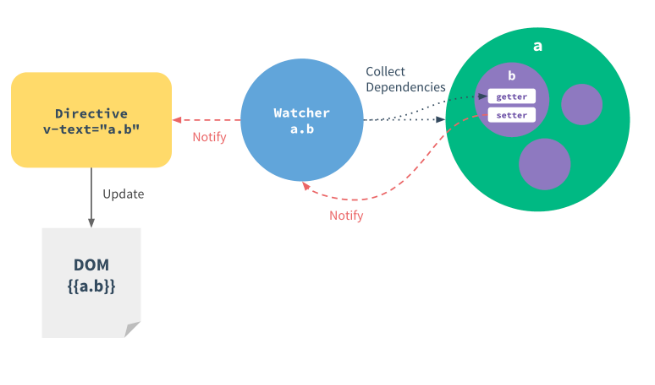 Directive
v-text="a.b"
Notify
Watcher
a.b
Collect
Dependencies
a
b
getter
setter
Notify
Update
DOM
{{a.b}}